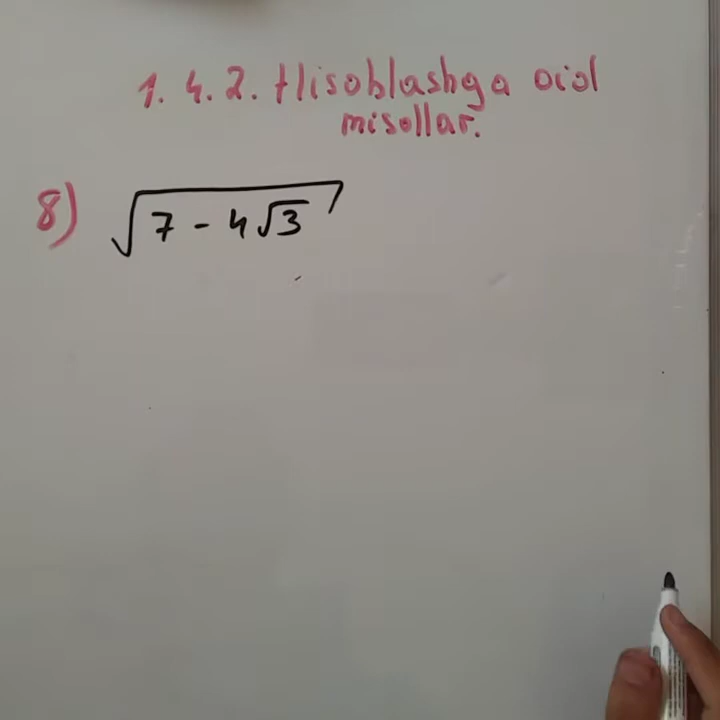 1.4.2. Hisoblashga oid
misollar.
8) √(7 - 4√3)